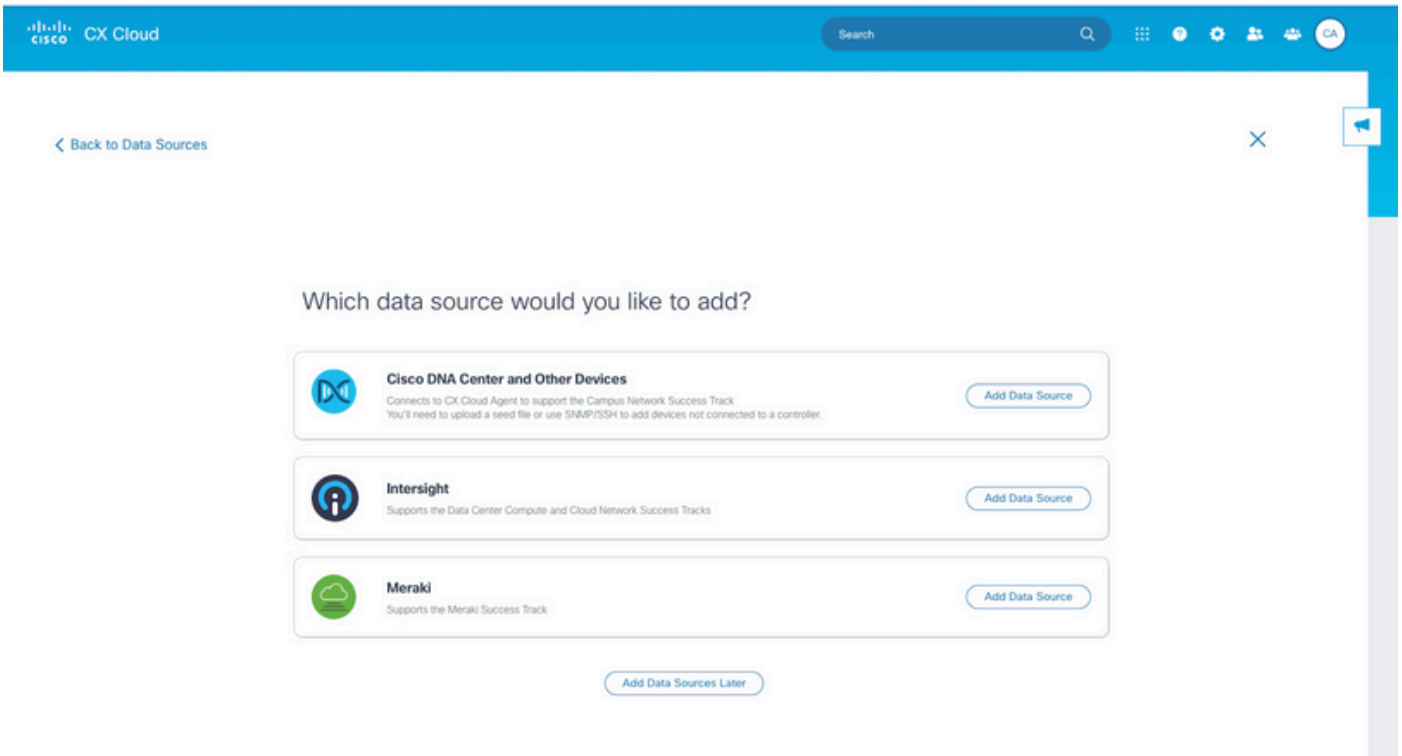 CISCO CX Cloud
Search
CA
Back to Data Sources
Which data source would you like to add?
Cisco DNA Center and Other Devices
Connects to CX Cloud Agent to support the Campus Network Success Track
You'll need to upload a seed file or use SNMP/SSH to add devices not connected to a controller.
Add Data Source
Intersight
Supports the Data Center Compute and Cloud Network Success Tracks
Add Data Source
Meraki
Supports the Meraki Success Track
Add Data Source
Add Data Sources Later